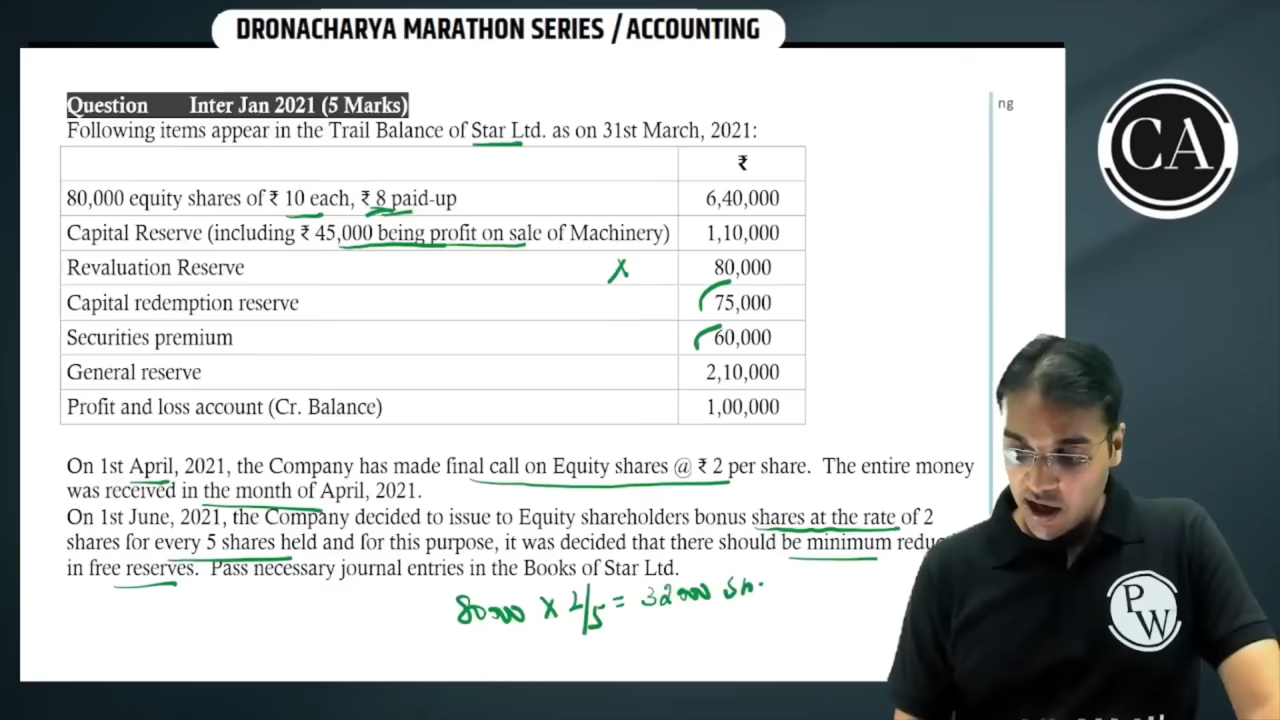 DRONACHARYA MARATHON SERIES / ACCOUNTING
Question Inter Jan 2021 (5 Marks)
Following items appear in the Trail Balance of Star Ltd. as on 31st March, 2021:
₹
80,000 equity shares of ₹ 10 each, ₹ 8 paid-up 6,40,000
Capital Reserve (including ₹ 45,000 being profit on sale of Machinery) 1,10,000
Revaluation Reserve X 80,000
Capital redemption reserve 75,000
Securities premium 60,000
General reserve 2,10,000
Profit and loss account (Cr. Balance) 1,00,000
On 1st April, 2021, the Company has made final call on Equity shares @ ₹ 2 per share. The entire money
was received in the month of April, 2021.
On 1st June, 2021, the Company decided to issue to Equity shareholders bonus shares at the rate of 2
shares for every 5 shares held and for this purpose, it was decided that there should be minimum
in free reserves. Pass necessary journal entries in the Books of Star Ltd.
80000 X 2/5 = 32000 Sh.
ng
CA
PW